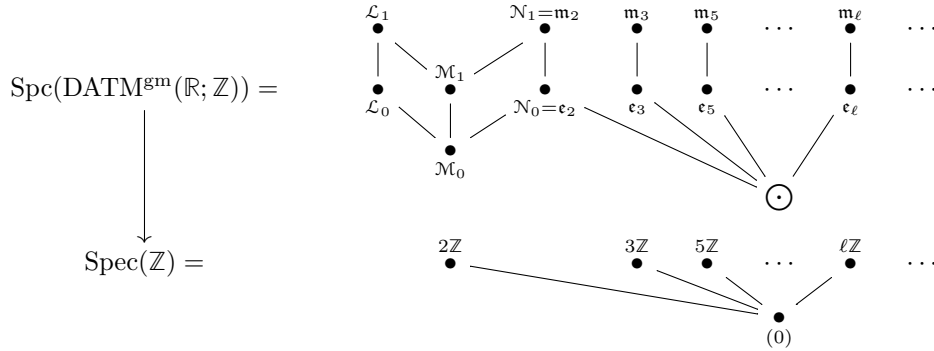 ℒ₁ 𝒩₁=𝔪₂ 𝔪₃ 𝔪₅ ⋯ 𝔪_ℓ ⋯
Spc(DATM^gm(ℝ;ℤ)) = ℒ₀ ℳ₁ 𝒩₀=𝔢₂ 𝔢₃ 𝔢₅ ⋯ 𝔢_ℓ ⋯
ℳ₀
Spec(ℤ) = 2ℤ 3ℤ 5ℤ ⋯ ℓℤ ⋯
(0)